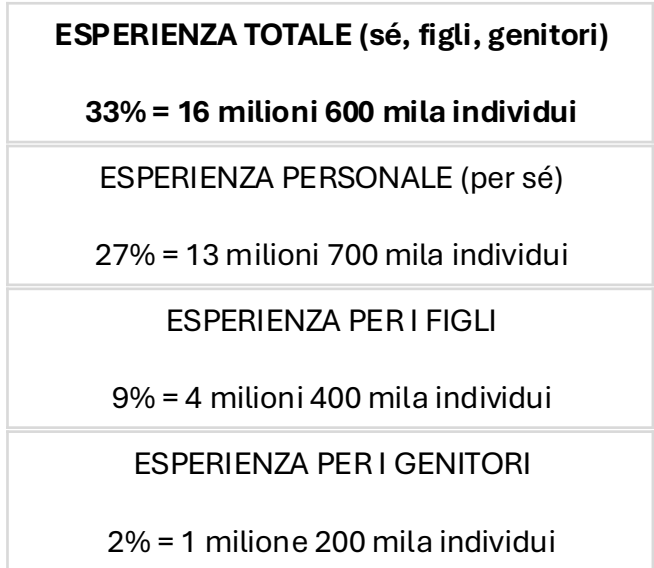 ESPERIENZA TOTALE (sé, figli, genitori)
33% = 16 milioni 600 mila individui
ESPERIENZA PERSONALE (per sé)
27% = 13 milioni 700 mila individui
ESPERIENZA PER I FIGLI
9% = 4 milioni 400 mila individui
ESPERIENZA PER I GENITORI
2% = 1 milione 200 mila individui